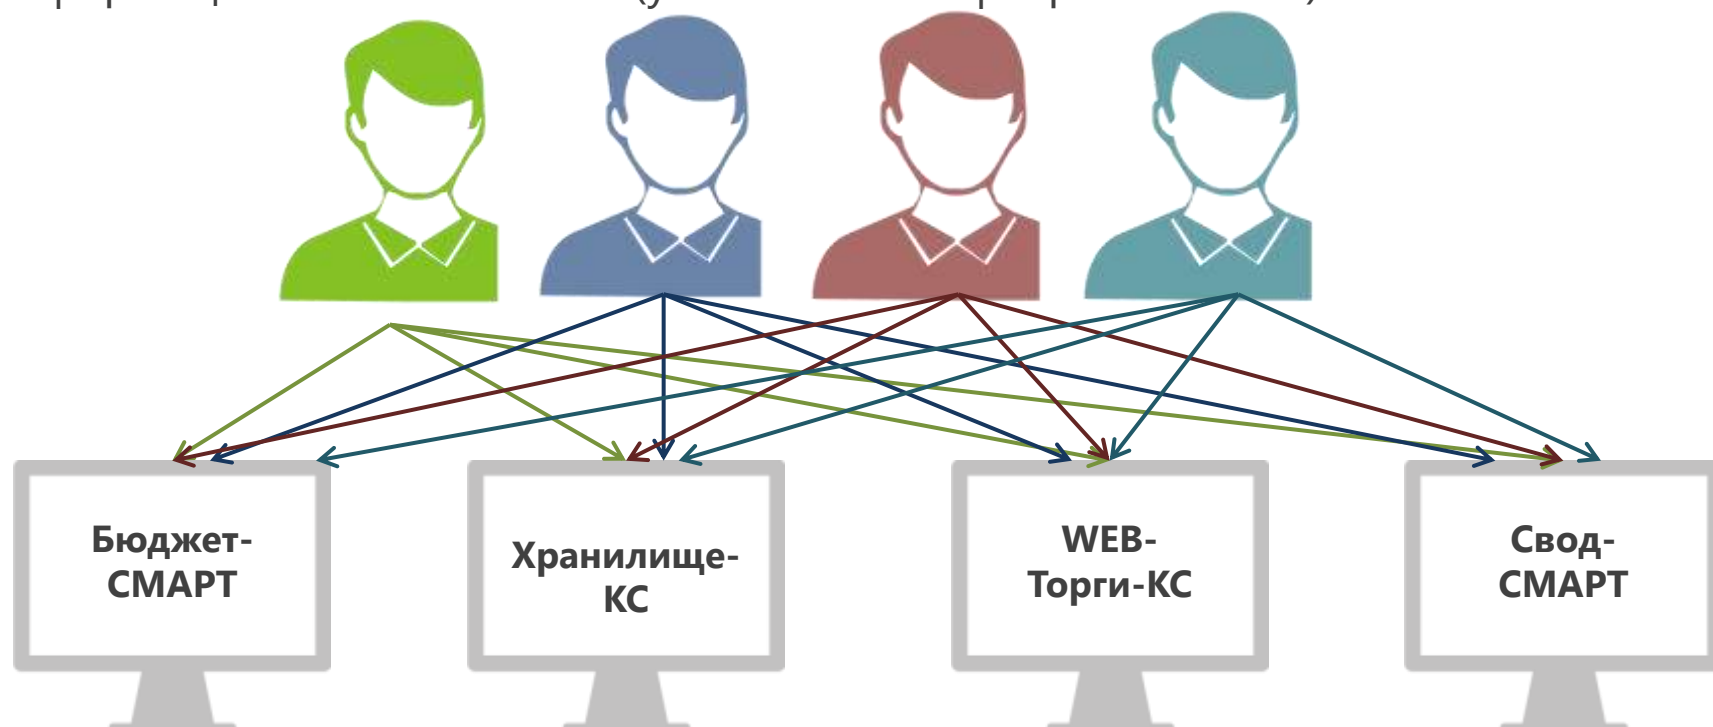 Бюджет-
СМАРТ
Хранилище-
КС
WEB-
Торги-КС
Свод-
СМАРТ